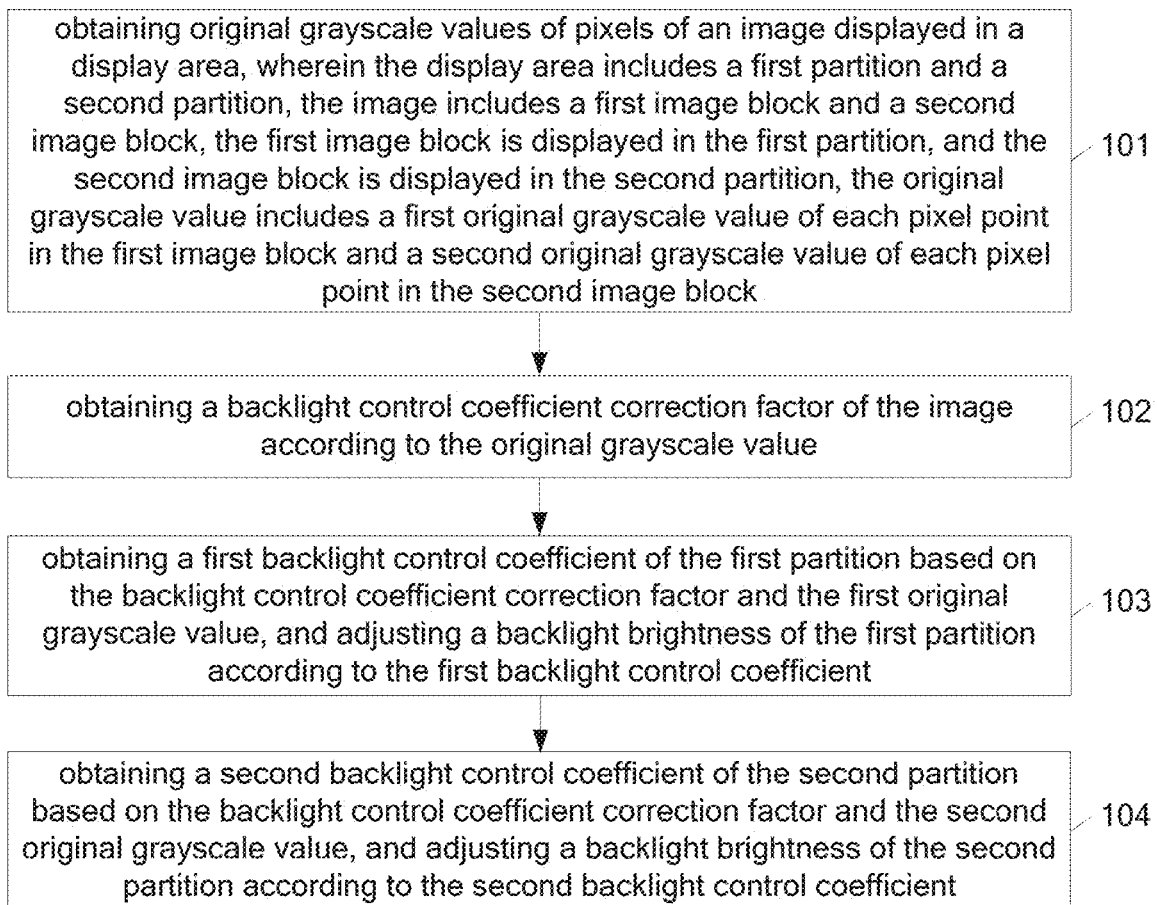 obtaining original grayscale values of pixels of an image displayed in a
display area, wherein the display area includes a first partition and a
second partition, the image includes a first image block and a second
image block, the first image block is displayed in the first partition, and the
second image block is displayed in the second partition, the original
grayscale value includes a first original grayscale value of each pixel point
in the first image block and a second original grayscale value of each pixel
point in the second image block
101
obtaining a backlight control coefficient correction factor of the image
according to the original grayscale value
102
obtaining a first backlight control coefficient of the first partition based on
the backlight control coefficient correction factor and the first original
grayscale value, and adjusting a backlight brightness of the first partition
according to the first backlight control coefficient
103
obtaining a second backlight control coefficient of the second partition
based on the backlight control coefficient correction factor and the second
original grayscale value, and adjusting a backlight brightness of the second
partition according to the second backlight control coefficient
104